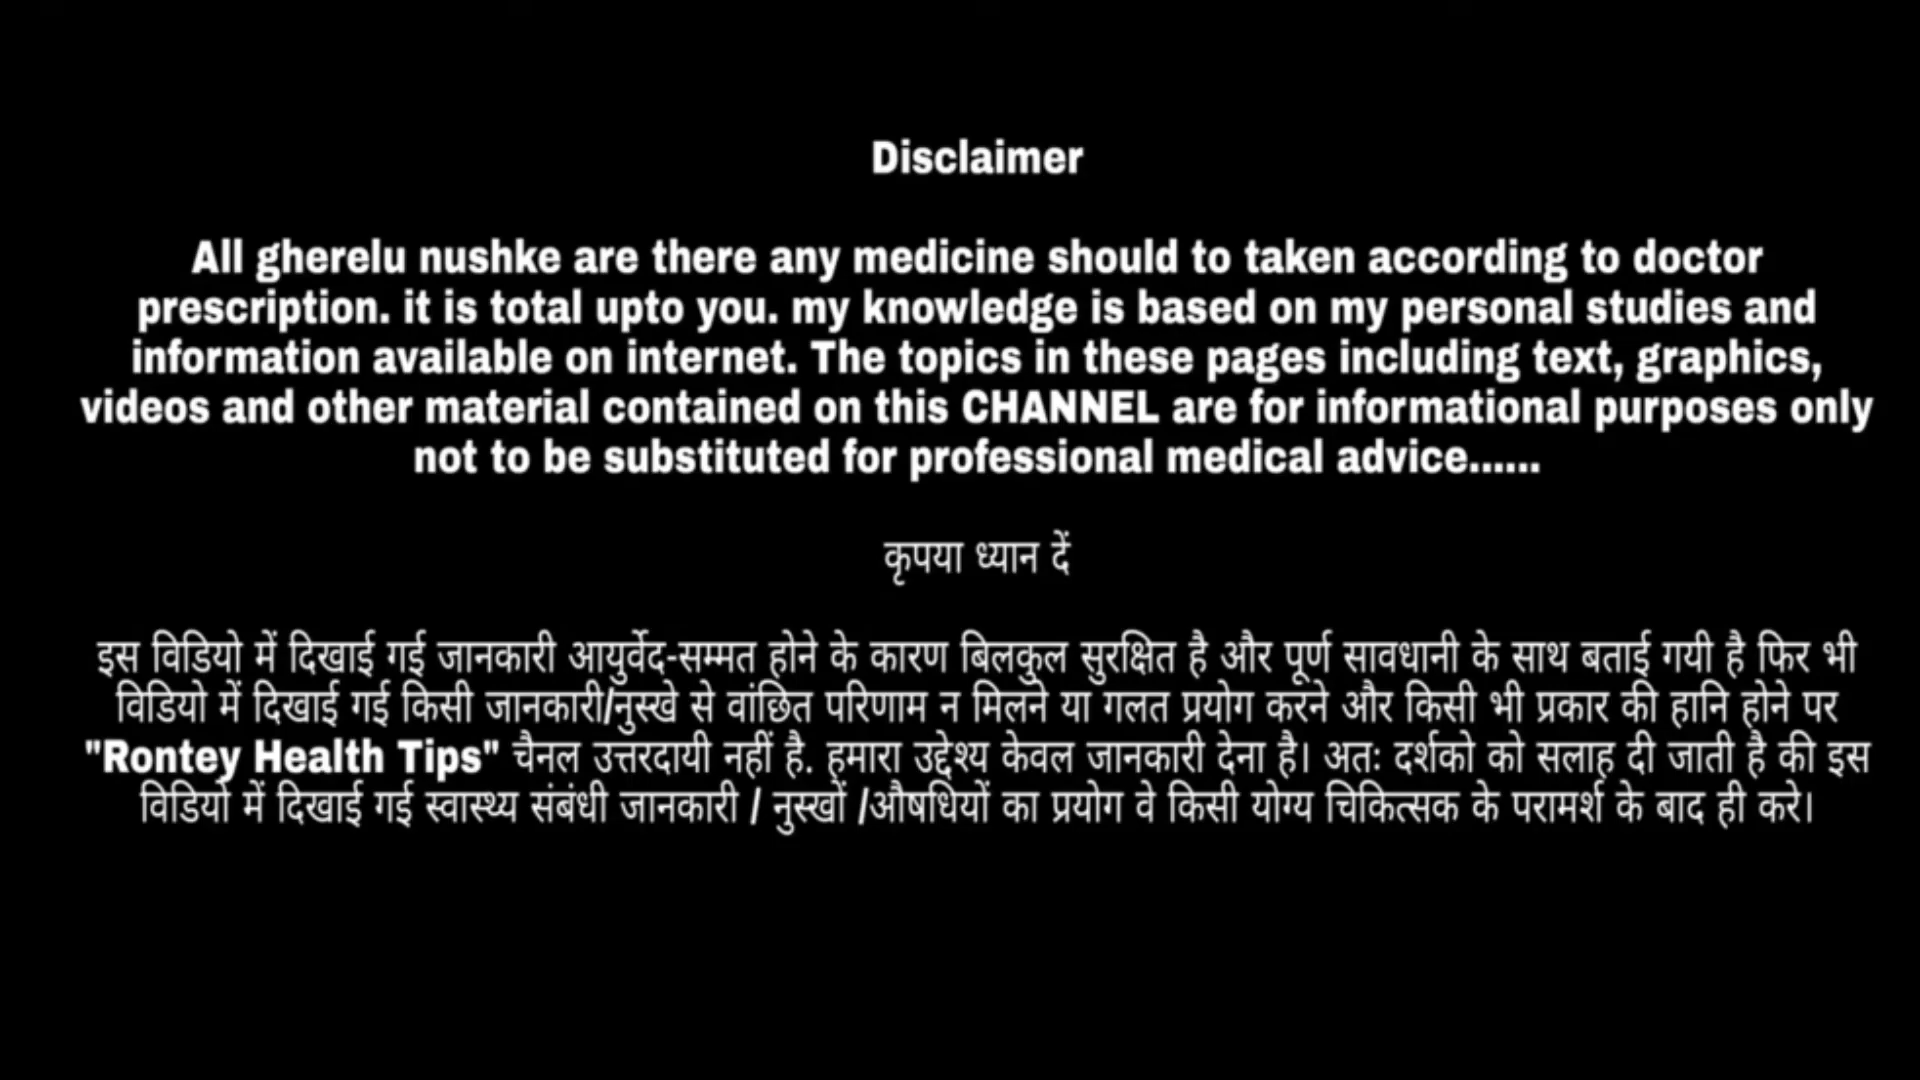 Disclaimer
All gherelu nushke are there any medicine should to taken according to doctor
prescription. it is total upto you. my knowledge is based on my personal studies and
information available on internet. The topics in these pages including text, graphics,
videos and other material contained on this CHANNEL are for informational purposes only
not to be substituted for professional medical advice......
कृपया ध्यान दें
इस विडियो में दिखाई गई जानकारी आयुर्वेद-सम्मत होने के कारण बिलकुल सुरक्षित है और पूर्ण सावधानी के साथ बताई गयी है फिर भी
विडियो में दिखाई गई किसी जानकारी/नुस्खे से वांछित परिणाम न मिलने या गलत प्रयोग करने और किसी भी प्रकार की हानि होने पर
"Rontey Health Tips" चैनल उत्तरदायी नहीं है. हमारा उद्देश्य केवल जानकारी देना है। अतः दर्शको को सलाह दी जाती है की इस
विडियो में दिखाई गई स्वास्थ्य संबंधी जानकारी / नुस्खों /औषधियों का प्रयोग वे किसी योग्य चिकित्सक के परामर्श के बाद ही करे।